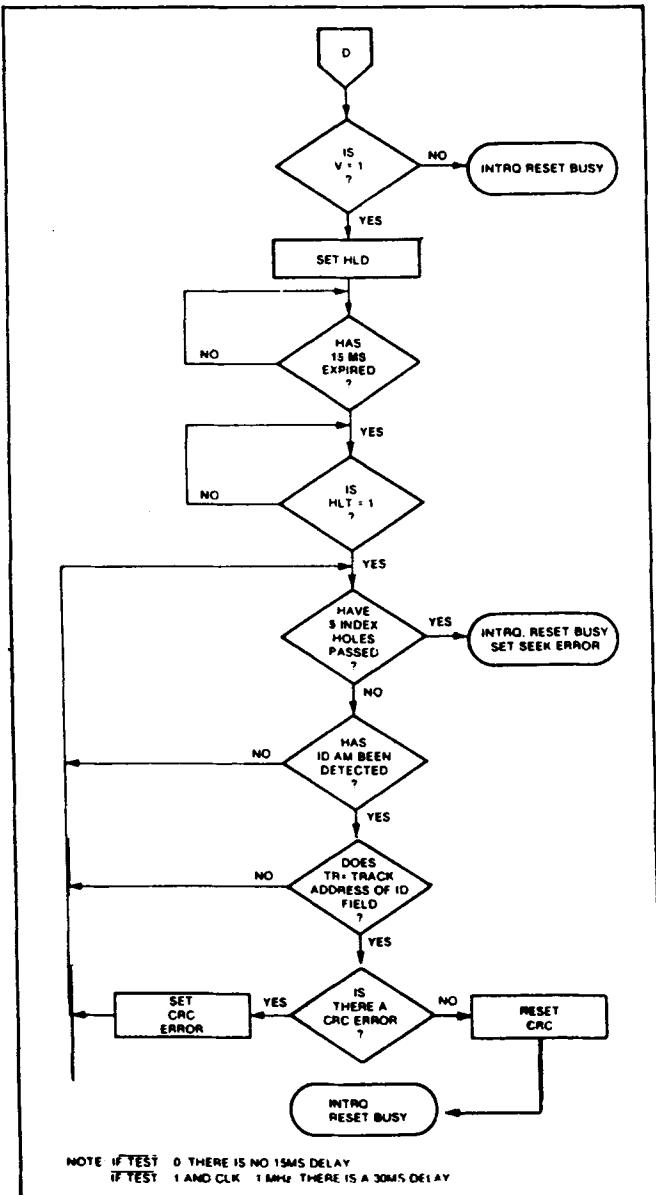 D
IS
V = 1
?
NO
INTRQ RESET BUSY
YES
SET HLD
HAS
15 MS
EXPIRED
?
NO
YES
IS
HLT = 1
?
NO
YES
HAVE
5 INDEX
HOLES
PASSED
?
YES
INTRQ. RESET BUSY
SET SEEK ERROR
NO
HAS
ID AM BEEN
DETECTED
?
NO
YES
DOES
TR= TRACK
ADDRESS OF ID
FIELD
?
NO
YES
IS
THERE A
CRC ERROR
?
YES
SET
CRC
ERROR
NO
RESET
CRC
INTRQ
RESET BUSY
NOTE IF TEST 0 THERE IS NO 15MS DELAY
IF TEST 1 AND CLK 1 MHz THERE IS A 30MS DELAY